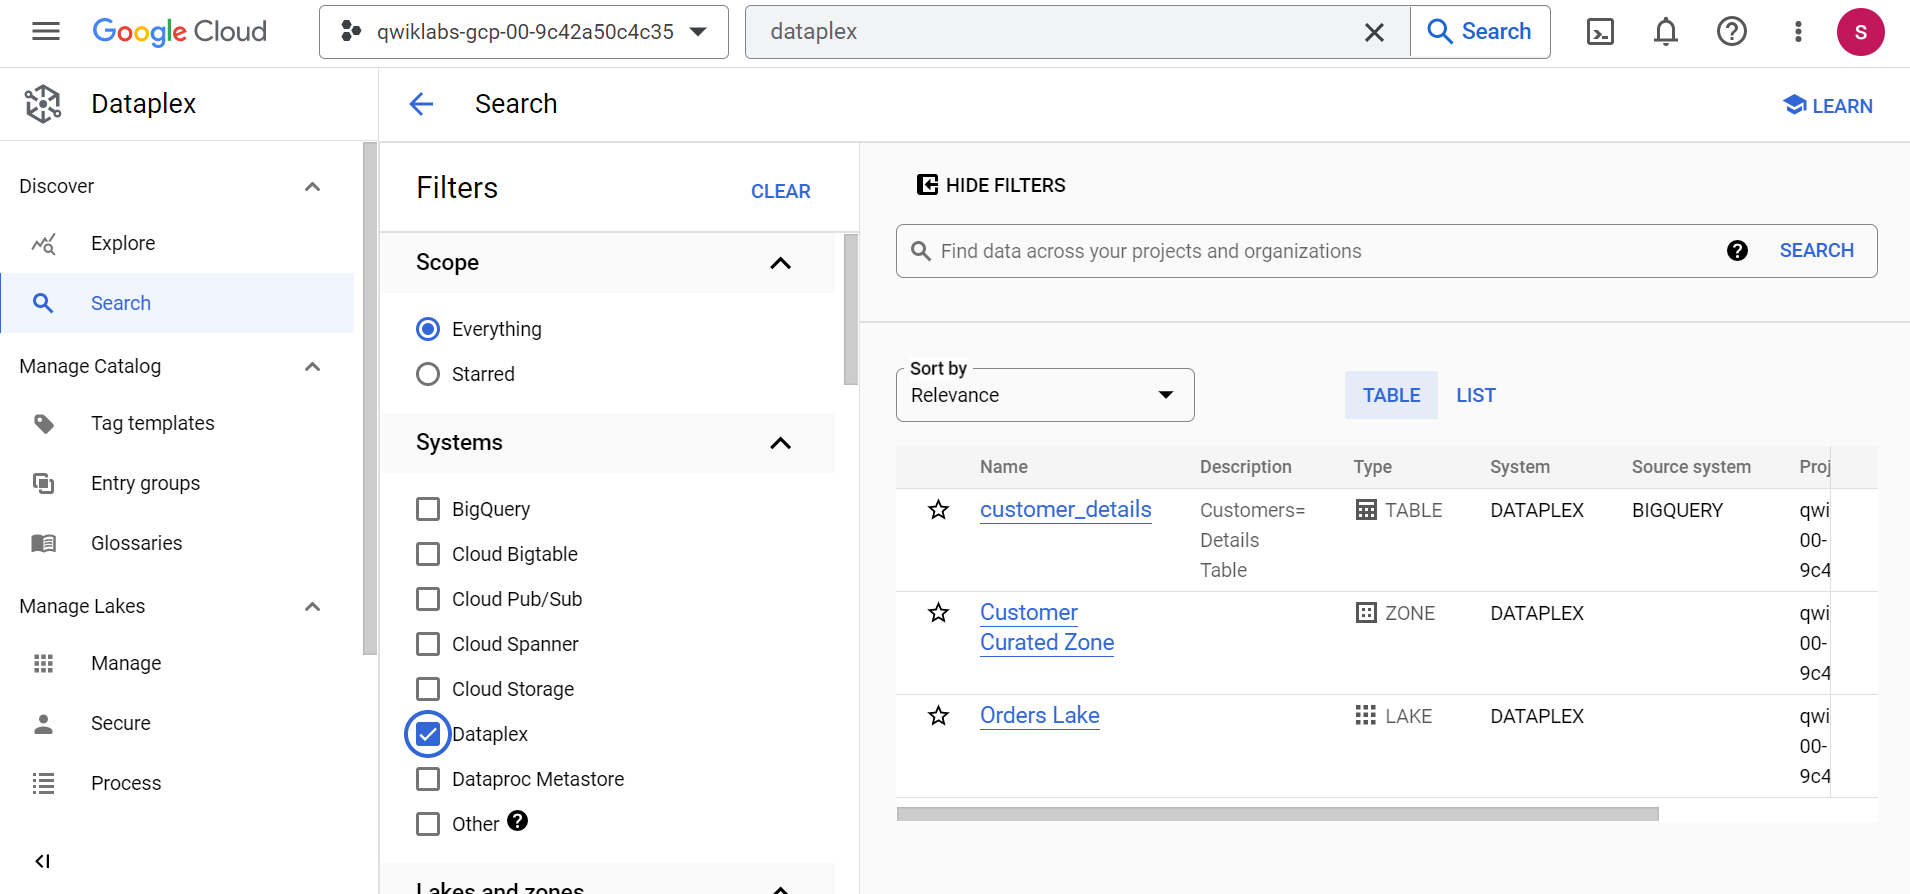 Google Cloud
qwiklabs-gcp-00-9c42a50c4c35
dataplex
Search
S
Dataplex
Search
LEARN
Discover
Explore
Search
Manage Catalog
Tag templates
Entry groups
Glossaries
Manage Lakes
Manage
Secure
Process
Filters
CLEAR
Scope
Everything
Starred
Systems
BigQuery
Cloud Bigtable
Cloud Pub/Sub
Cloud Spanner
Cloud Storage
Dataplex
Dataproc Metastore
Other
Lakes and zones
HIDE FILTERS
Find data across your projects and organizations
SEARCH
Sort by
Relevance
TABLE LIST
Name Description Type System Source system Proj
customer_details Customers= TABLE DATAPLEX BIGQUERY qwi
Details 00-
Table 9c4
Customer ZONE DATAPLEX qwi
Curated Zone 00-
9c4
Orders Lake LAKE DATAPLEX qwi
00-
9c4